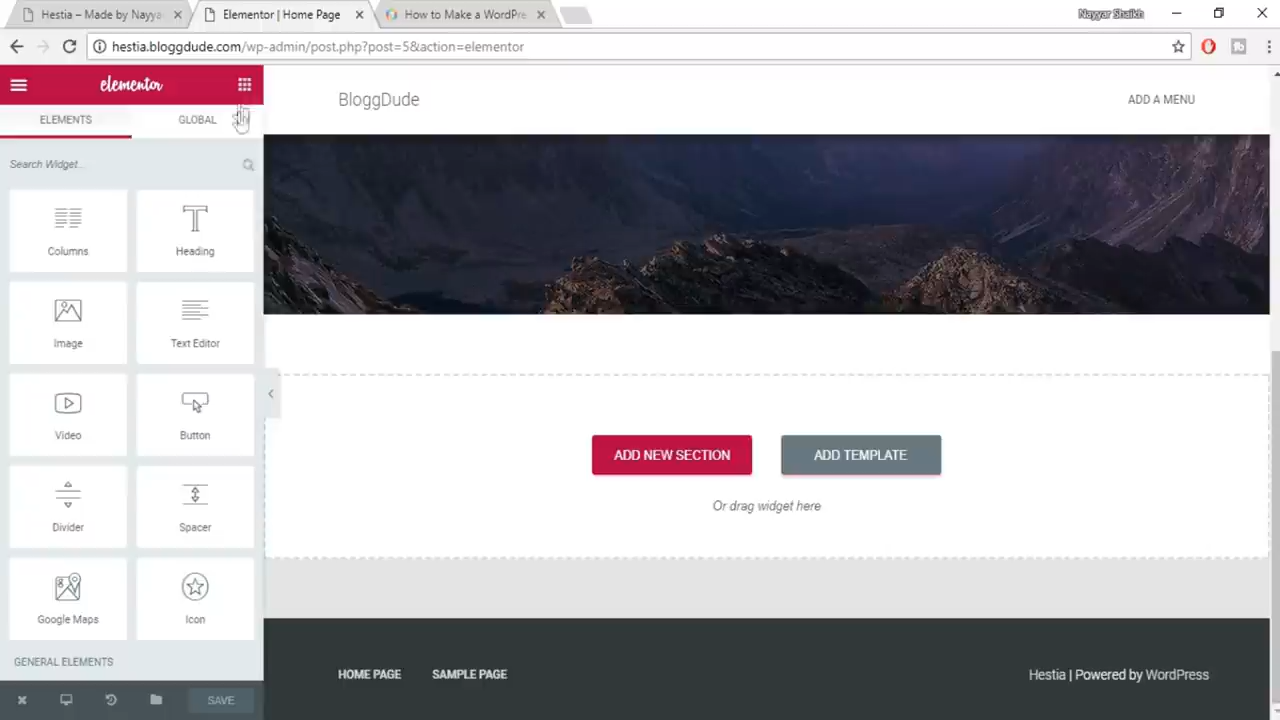 Hestia – Made by Nayya
Elementor | Home Page
How to Make a WordPre
Nayyar Shaikh
hestia.bloggdude.com/wp-admin/post.php?post=5&action=elementor
elementor
ELEMENTS
GLOBAL
Search Widget...
Columns
Heading
Image
Text Editor
Video
Button
Divider
Spacer
Google Maps
Icon
GENERAL ELEMENTS
SAVE
BloggDude
ADD A MENU
ADD NEW SECTION
ADD TEMPLATE
Or drag widget here
HOME PAGE
SAMPLE PAGE
Hestia | Powered by WordPress